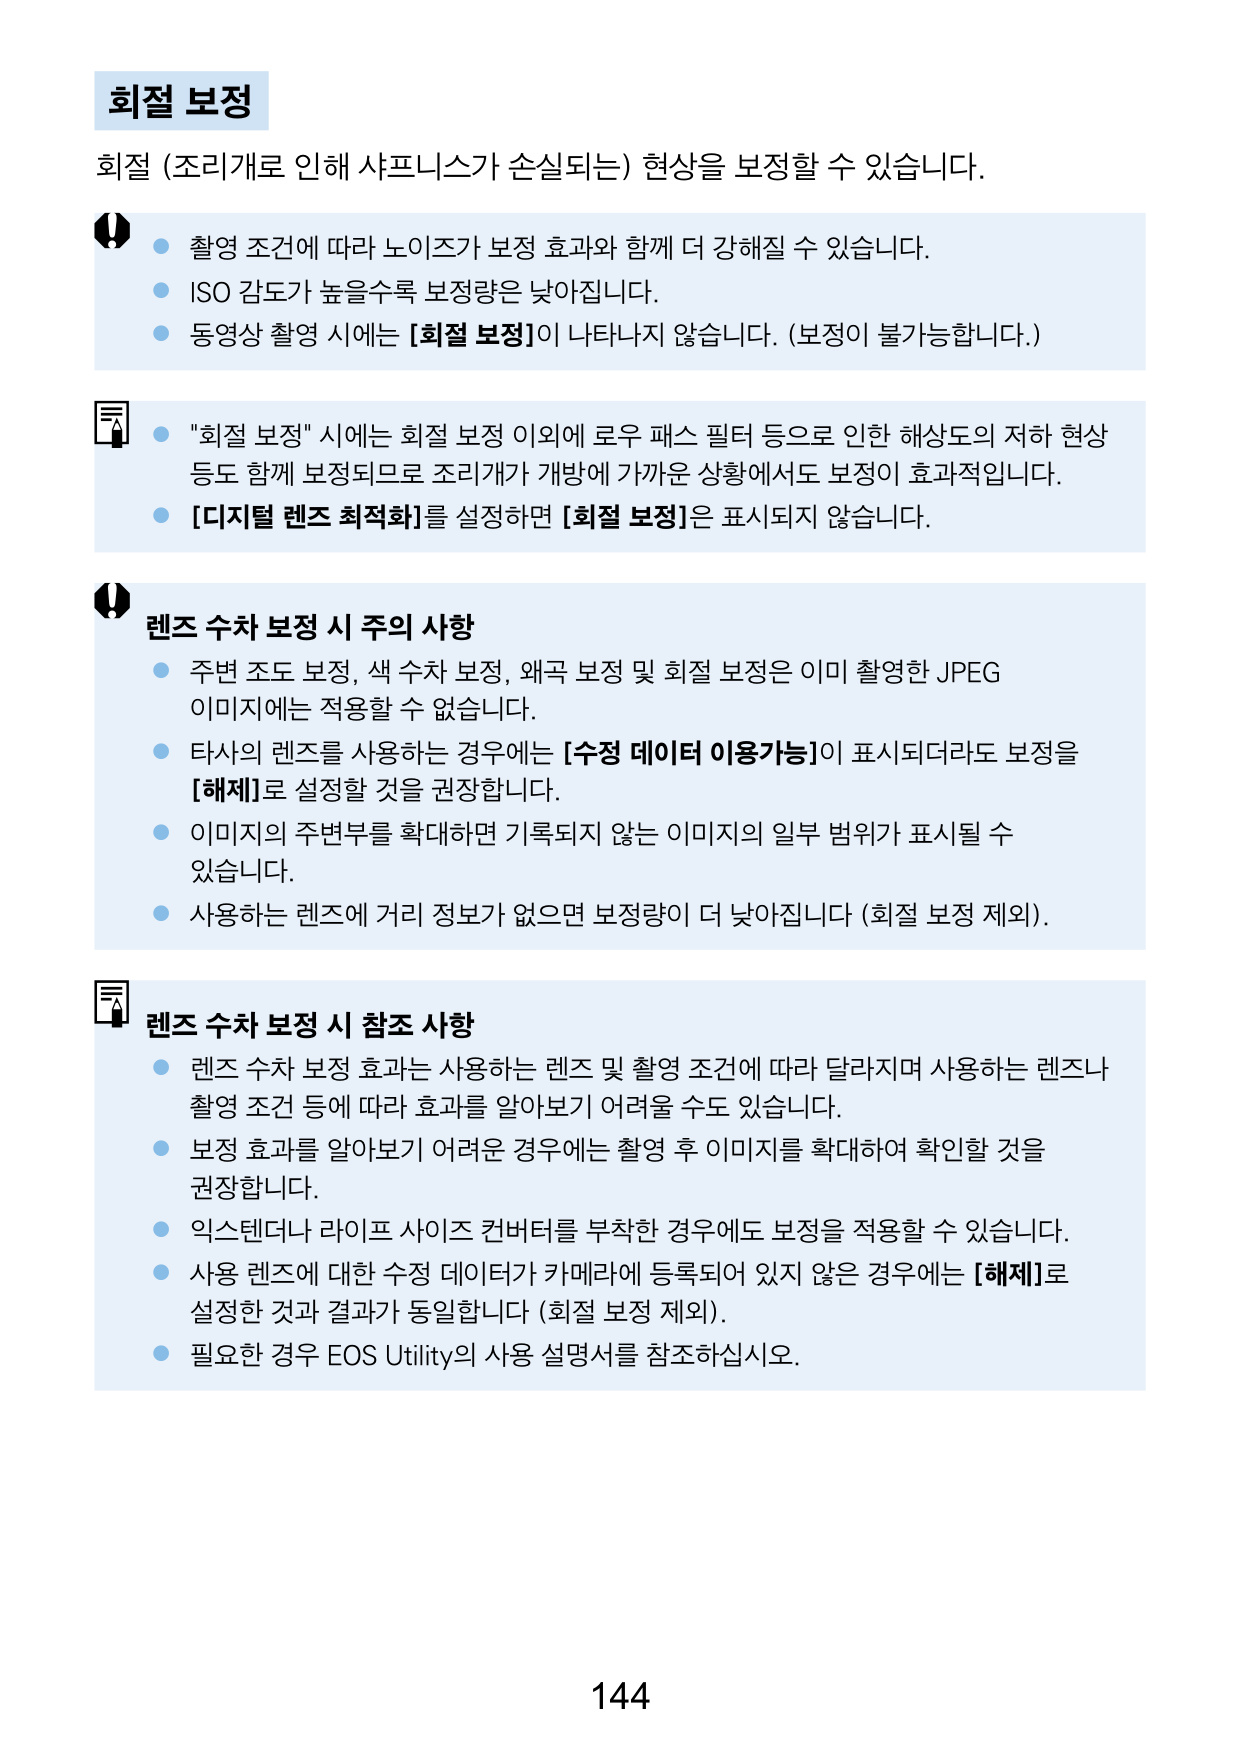 회절 보정
회절 (조리개로 인해 샤프니스가 손실되는) 현상을 보정할 수 있습니다.
● 촬영 조건에 따라 노이즈가 보정 효과와 함께 더 강해질 수 있습니다.
● ISO 감도가 높을수록 보정량은 낮아집니다.
● 동영상 촬영 시에는 [회절 보정]이 나타나지 않습니다. (보정이 불가능합니다.)
● "회절 보정" 시에는 회절 보정 이외에 로우 패스 필터 등으로 인한 해상도의 저하 현상
등도 함께 보정되므로 조리개가 개방에 가까운 상황에서도 보정이 효과적입니다.
● [디지털 렌즈 최적화]를 설정하면 [회절 보정]은 표시되지 않습니다.
렌즈 수차 보정 시 주의 사항
● 주변 조도 보정, 색 수차 보정, 왜곡 보정 및 회절 보정은 이미 촬영한 JPEG
이미지에는 적용할 수 없습니다.
● 타사의 렌즈를 사용하는 경우에는 [수정 데이터 이용가능]이 표시되더라도 보정을
[해제]로 설정할 것을 권장합니다.
● 이미지의 주변부를 확대하면 기록되지 않는 이미지의 일부 범위가 표시될 수
있습니다.
● 사용하는 렌즈에 거리 정보가 없으면 보정량이 더 낮아집니다 (회절 보정 제외).
렌즈 수차 보정 시 참조 사항
● 렌즈 수차 보정 효과는 사용하는 렌즈 및 촬영 조건에 따라 달라지며 사용하는 렌즈나
촬영 조건 등에 따라 효과를 알아보기 어려울 수도 있습니다.
● 보정 효과를 알아보기 어려운 경우에는 촬영 후 이미지를 확대하여 확인할 것을
권장합니다.
● 익스텐더나 라이프 사이즈 컨버터를 부착한 경우에도 보정을 적용할 수 있습니다.
● 사용 렌즈에 대한 수정 데이터가 카메라에 등록되어 있지 않은 경우에는 [해제]로
설정한 것과 결과가 동일합니다 (회절 보정 제외).
● 필요한 경우 EOS Utility의 사용 설명서를 참조하십시오.
144